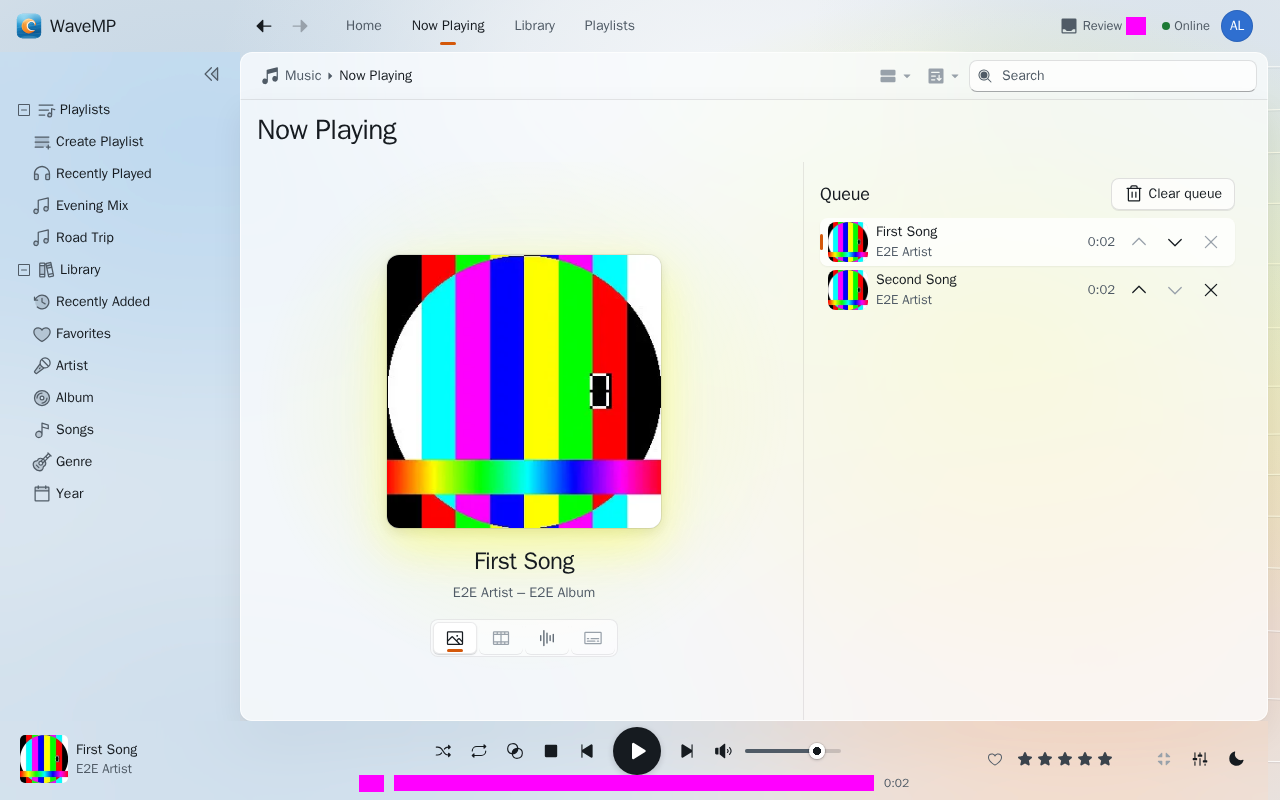 WaveMP
Home
Now Playing
Library
Playlists
Review
Online
AL
Music
Now Playing
Search
Playlists
Create Playlist
Recently Played
Evening Mix
Road Trip
Library
Recently Added
Favorites
Artist
Album
Songs
Genre
Year
Now Playing
First Song
E2E Artist – E2E Album
Queue
Clear queue
First Song
E2E Artist
0:02
Second Song
E2E Artist
0:02
First Song
E2E Artist
0:02